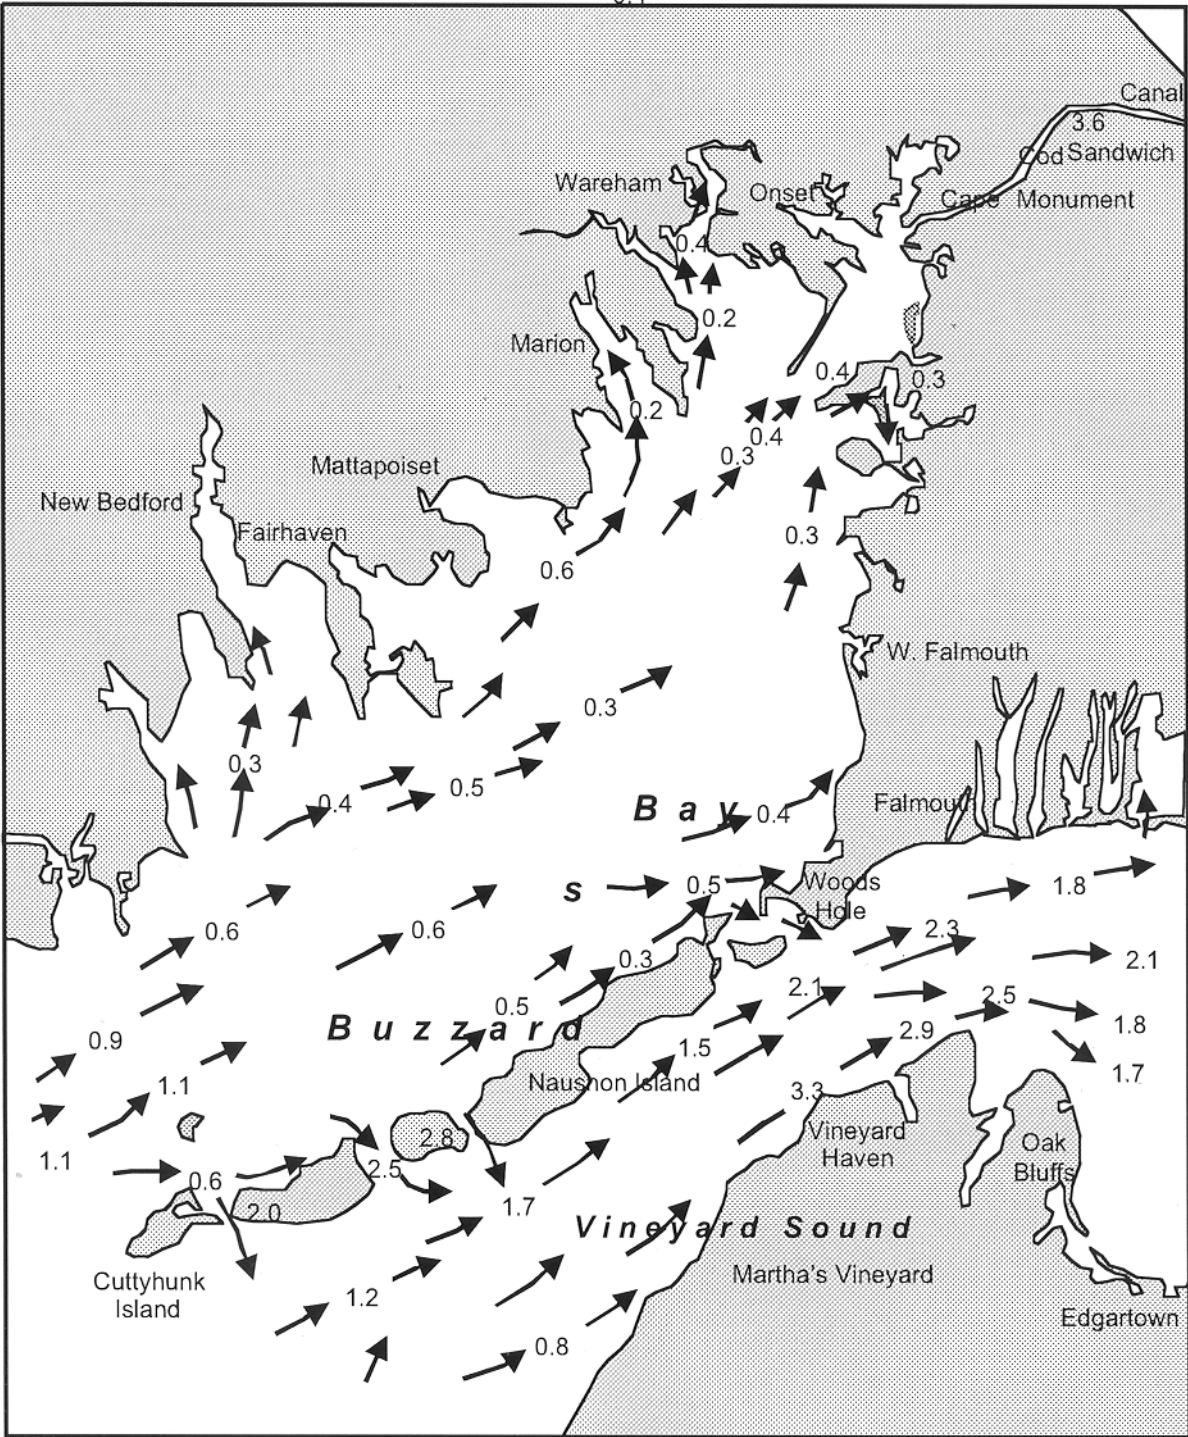 Canal
3.6
Cod Sandwich
Wareham
Onset
Cape Monument
0.4
0.2
Marion
0.4
0.3
0.2
0.4
Mattapoiset
0.3
New Bedford
Fairhaven
0.3
0.6
W. Falmouth
0.3
0.3
0.5
0.4
Bay
0.4
Falmouth
s
0.5
Woods
Hole
1.8
0.6
0.6
2.3
0.3
2.1
2.1
0.5
2.5
Buzzard
1.8
0.9
2.9
1.5
1.7
1.1
Naushon Island
3.3
2.8
Vineyard
Haven
Oak
Bluffs
1.1
2.5
0.6
2.0
1.7
Vineyard Sound
Cuttyhunk
Island
Martha's Vineyard
1.2
Edgartown
0.8